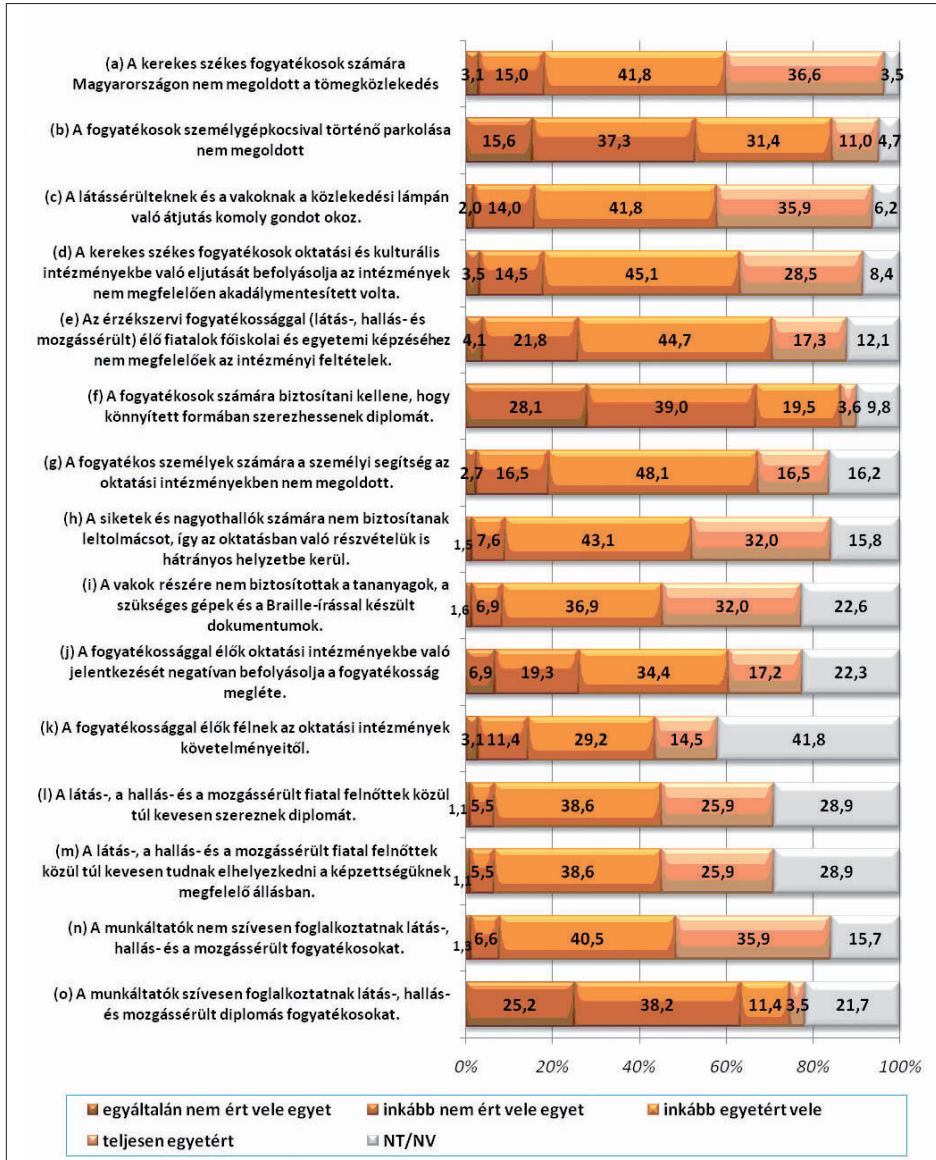 (a) A kerekes székes fogyatékosok számára
Magyarországon nem megoldott a tömegközlekedés
3,1 15,0 41,8 36,6 3,5
(b) A fogyatékosok személygépkocsival történő parkolása
nem megoldott
15,6 37,3 31,4 11,0 4,7
(c) A látássérülteknek és a vakoknak a közlekedési lámpán
való átjutás komoly gondot okoz.
2,0 14,0 41,8 35,9 6,2
(d) A kerekes székes fogyatékosok oktatási és kulturális
intézményekbe való eljutását befolyásolja az intézmények
nem megfelelően akadálymentesített volta.
3,5 14,5 45,1 28,5 8,4
(e) Az érzékszervi fogyatékossággal (látás-, hallás- és
mozgássérült) élő fiatalok főiskolai és egyetemi képzéséhez
nem megfelelőek az intézményi feltételek.
4,1 21,8 44,7 17,3 12,1
(f) A fogyatékosok számára biztosítani kellene, hogy
könnyített formában szerezhessenek diplomát.
28,1 39,0 19,5 3,6 9,8
(g) A fogyatékos személyek számára a személyi segítség az
oktatási intézményekben nem megoldott.
2,7 16,5 48,1 16,5 16,2
(h) A siketek és nagyothallók számára nem biztosítanak
leltolmácsot, így az oktatásban való részvételük is
hátrányos helyzetbe kerül.
1,5 7,6 43,1 32,0 15,8
(i) A vakok részére nem biztosítottak a tananyagok, a
szükséges gépek és a Braille-írással készült
dokumentumok.
1,6 6,9 36,9 32,0 22,6
(j) A fogyatékossággal élők oktatási intézményekbe való
jelentkezését negatívan befolyásolja a fogyatékosság
megléte.
6,9 19,3 34,4 17,2 22,3
(k) A fogyatékossággal élők félnek az oktatási intézmények
követelményeitől.
3,1 11,4 29,2 14,5 41,8
(l) A látás-, a hallás- és a mozgássérült fiatal felnőttek közül
túl kevesen szereznek diplomát.
1,1 5,5 38,6 25,9 28,9
(m) A látás-, a hallás- és a mozgássérült fiatal felnőttek
közül túl kevesen tudnak elhelyezkedni a képzettségüknek
megfelelő állásban.
1,1 5,5 38,6 25,9 28,9
(n) A munkáltatók nem szívesen foglalkoztatnak látás-,
hallás- és a mozgássérült fogyatékosokat.
1,3 6,6 40,5 35,9 15,7
(o) A munkáltatók szívesen foglalkoztatnak látás-, hallás-
és mozgássérült diplomás fogyatékosokat.
25,2 38,2 11,4 3,5 21,7
0% 20% 40% 60% 80% 100%
egyáltalán nem ért vele egyet inkább nem ért vele egyet inkább egyetért vele
teljesen egyetért NT/NV